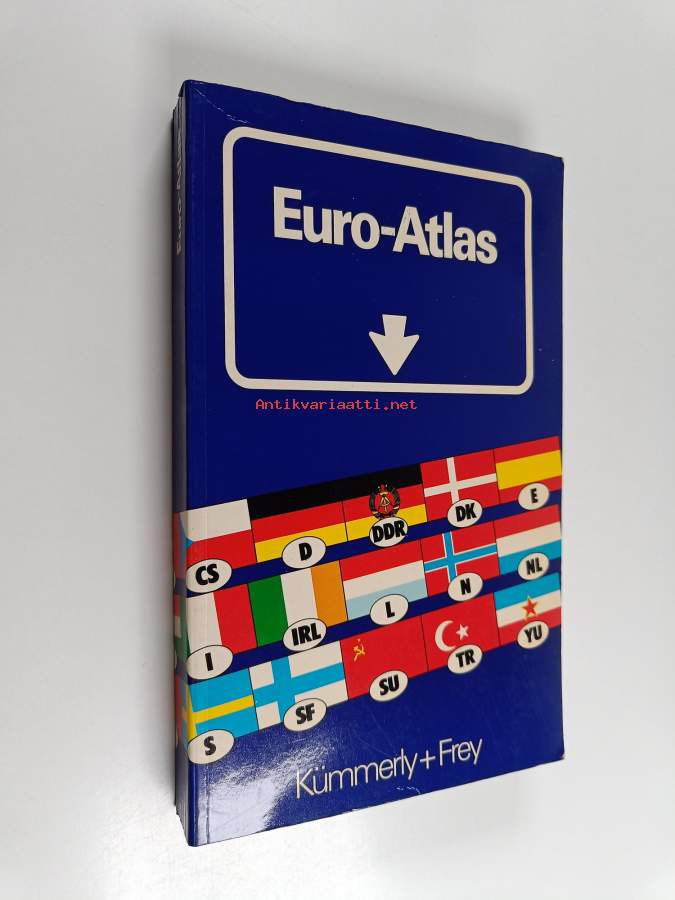 Euro-Atlas
Euro-Atlas
Antikvariaatti.net
CS D DDR DK E
I IRL L N NL
S SF SU TR YU
Kümmerly+Frey